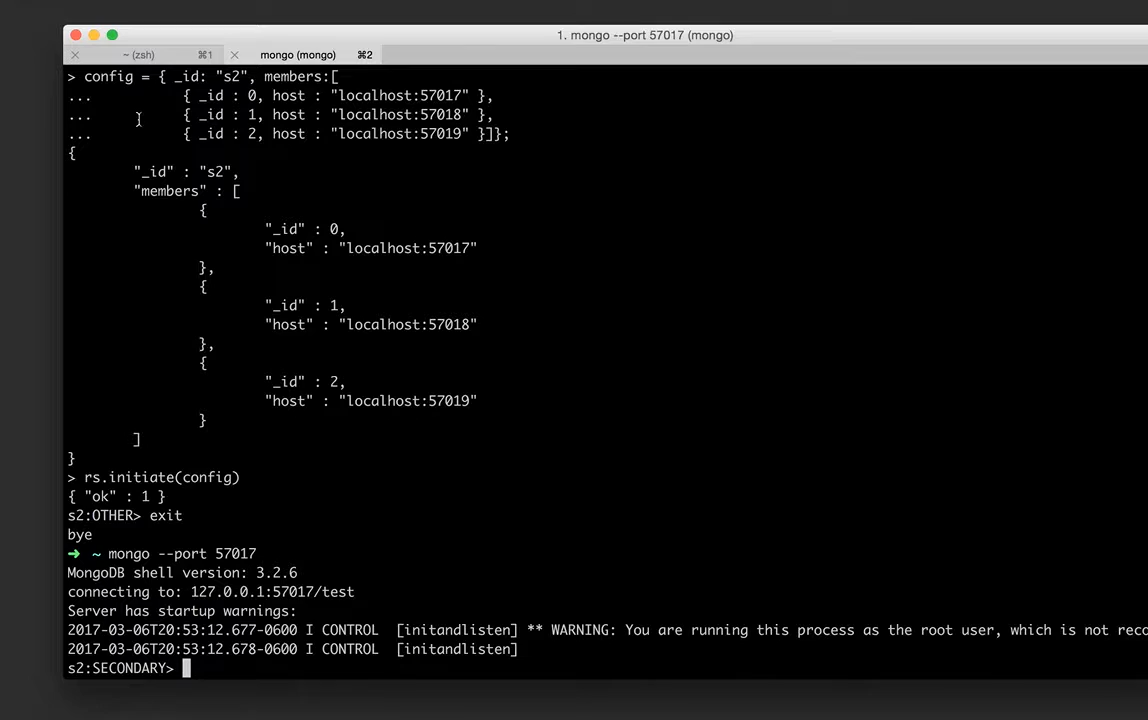 1. mongo --port 57017 (mongo)
~ (zsh) ⌘1 mongo (mongo) ⌘2
> config = { _id: "s2", members:[
... { _id : 0, host : "localhost:57017" },
... { _id : 1, host : "localhost:57018" },
... { _id : 2, host : "localhost:57019" }]};
{
"_id" : "s2",
"members" : [
{
"_id" : 0,
"host" : "localhost:57017"
},
{
"_id" : 1,
"host" : "localhost:57018"
},
{
"_id" : 2,
"host" : "localhost:57019"
}
]
}
> rs.initiate(config)
{ "ok" : 1 }
s2:OTHER> exit
bye
➜ ~ mongo --port 57017
MongoDB shell version: 3.2.6
connecting to: 127.0.0.1:57017/test
Server has startup warnings:
2017-03-06T20:53:12.677-0600 I CONTROL [initandlisten] ** WARNING: You are running this process as the root user, which is not reco
2017-03-06T20:53:12.678-0600 I CONTROL [initandlisten]
s2:SECONDARY>